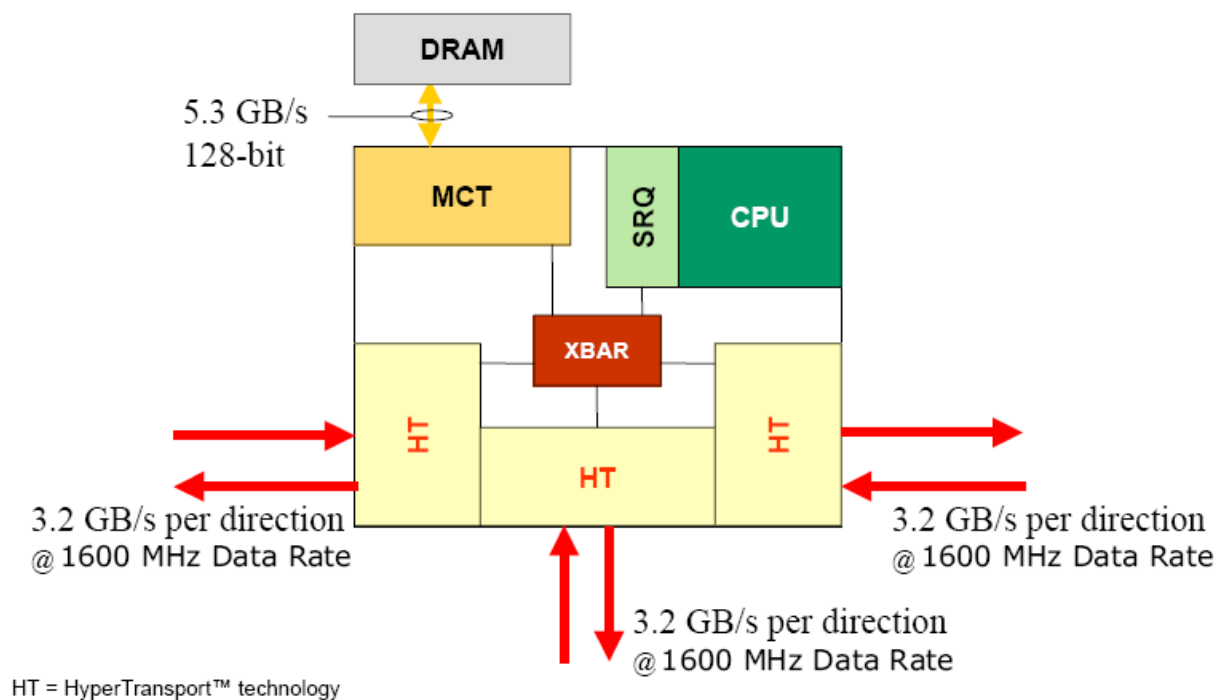 DRAM
5.3 GB/s
128-bit
MCT
SRQ
CPU
XBAR
HT
HT
HT
3.2 GB/s per direction
@ 1600 MHz Data Rate
3.2 GB/s per direction
@ 1600 MHz Data Rate
3.2 GB/s per direction
@ 1600 MHz Data Rate
HT = HyperTransport™ technology